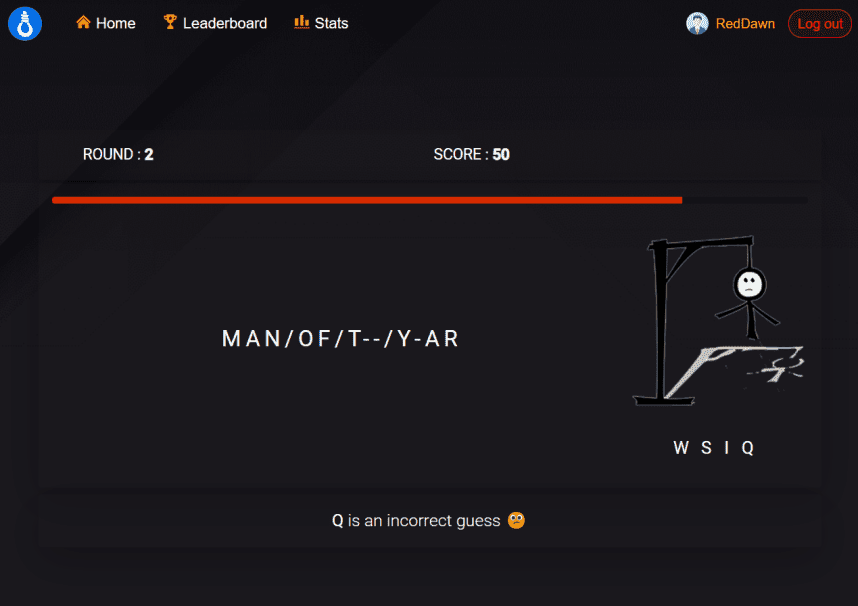 Home Leaderboard Stats RedDawn Log out
ROUND : 2 SCORE : 50
MAN/OF/T--/Y-AR
W S I Q
Q is an incorrect guess